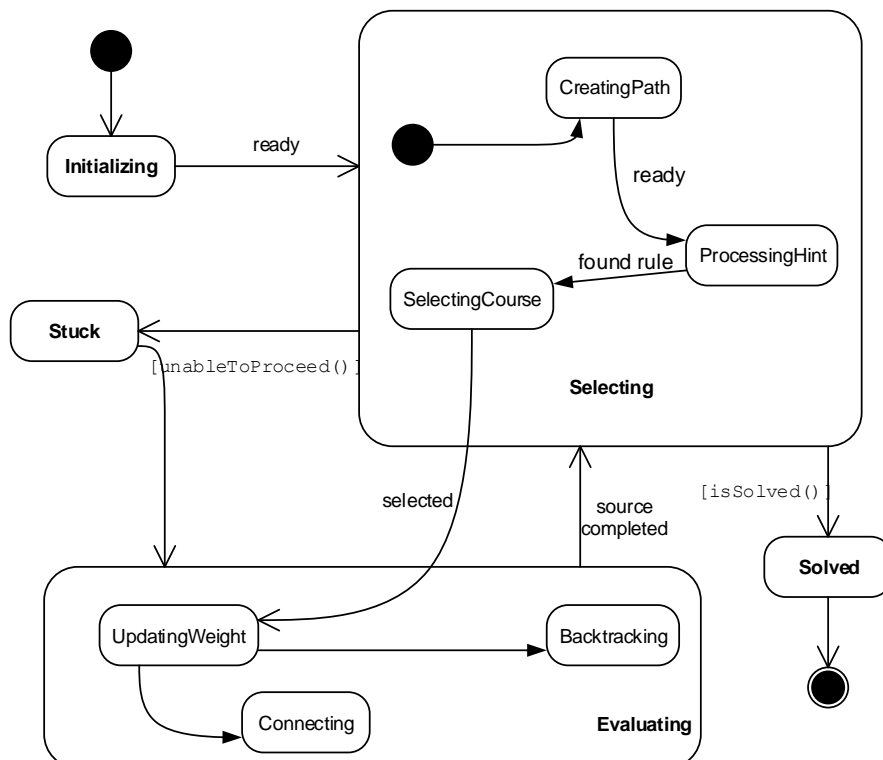 CreatingPath
ready
Initializing
ready
ProcessingHint
found rule
SelectingCourse
Stuck
[unableToProceed()]
Selecting
[isSolved()]
selected
source
completed
Solved
UpdatingWeight
Backtracking
Connecting
Evaluating